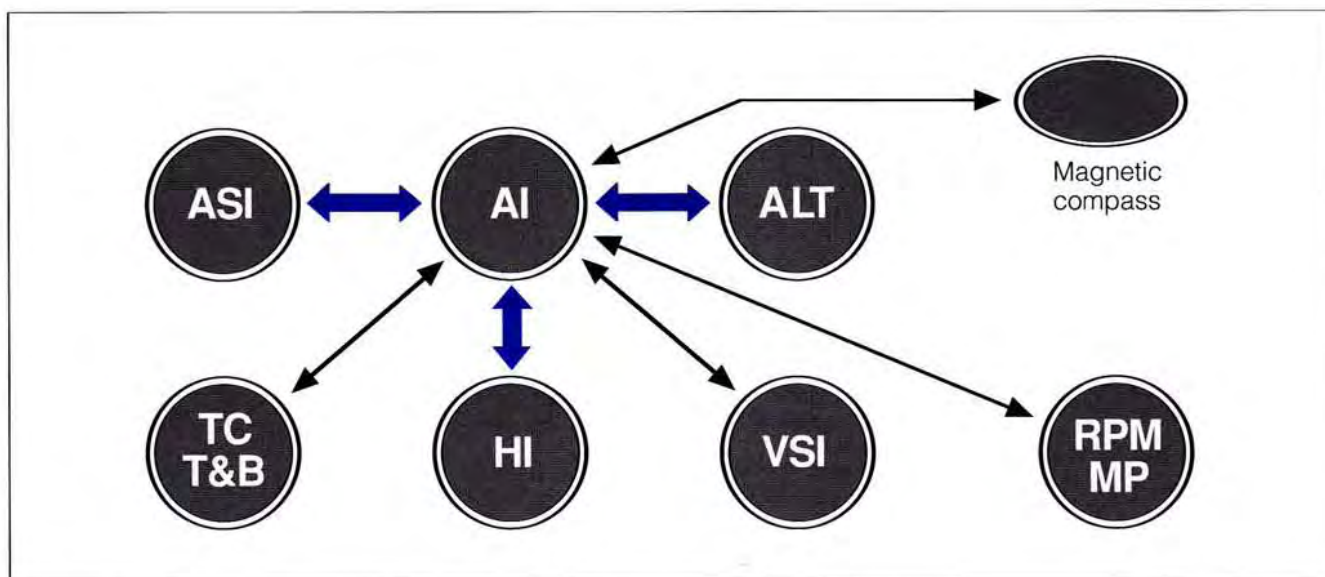 Magnetic
compass
ASI
AI
ALT
TC
T&B
HI
VSI
RPM
MP